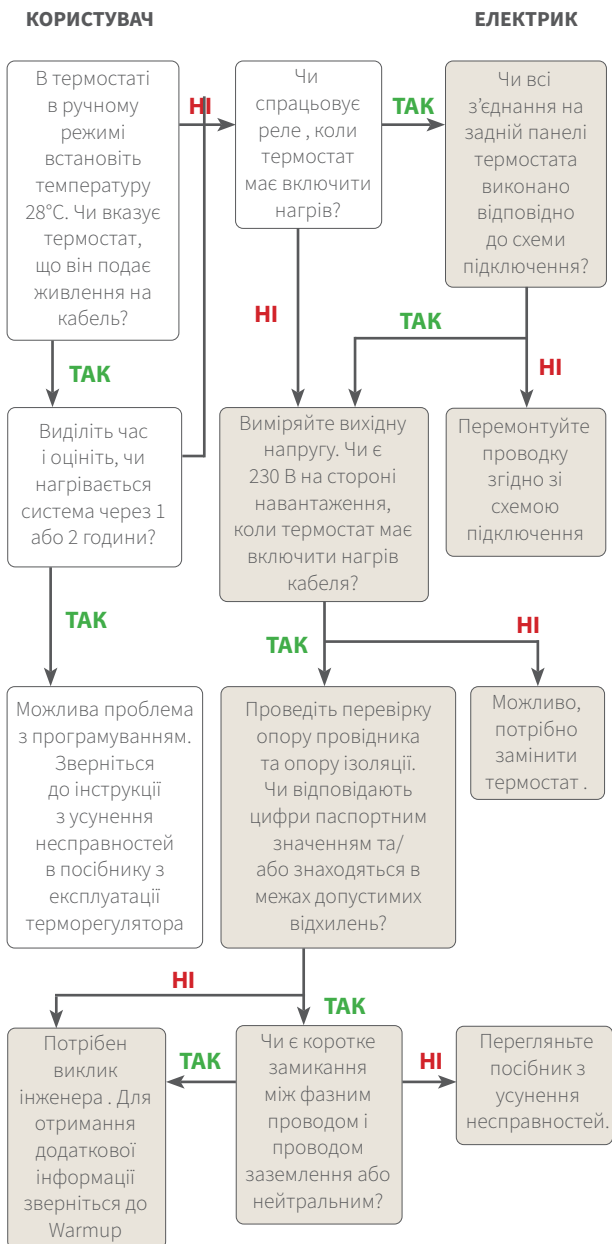 КОРИСТУВАЧ
ЕЛЕКТРИК
В термостаті
в ручному
режимі
встановіть
температуру
28°C. Чи вказує
термостат,
що він подає
живлення на
кабель?
НІ
Чи
спрацьовує
реле , коли
термостат
має включити
нагрів?
ТАК
Чи всі
з’єднання на
задній панелі
термостата
виконано
відповідно
до схеми
підключення?
ТАК
НІ
ТАК
НІ
Виділіть час
і оцініть, чи
нагрівається
система через 1
або 2 години?
Виміряйте вихідну
напругу. Чи є
230 В на стороні
навантаження,
коли термостат має
включити нагрів
кабеля?
Перемонтуйте
проводку
згідно зі
схемою
підключення
ТАК
ТАК
НІ
Можлива проблема
з програмуванням.
Зверніться
до інструкції
з усунення
несправностей
в посібнику з
експлуатації
терморегулятора
Проведіть перевірку
опору провідника
та опору ізоляції.
Чи відповідають
цифри паспортним
значенням та/
або знаходяться в
межах допустимих
відхилень?
Можливо,
потрібно
замінити
термостат .
НІ
ТАК
Потрібен
виклик
інженера . Для
отримання
додаткової
інформації
зверніться до
Warmup
ТАК
Чи є коротке
замикання
між фазним
проводом і
проводом
заземлення або
нейтральним?
НІ
Перегляньте
посібник з
усунення
несправностей.